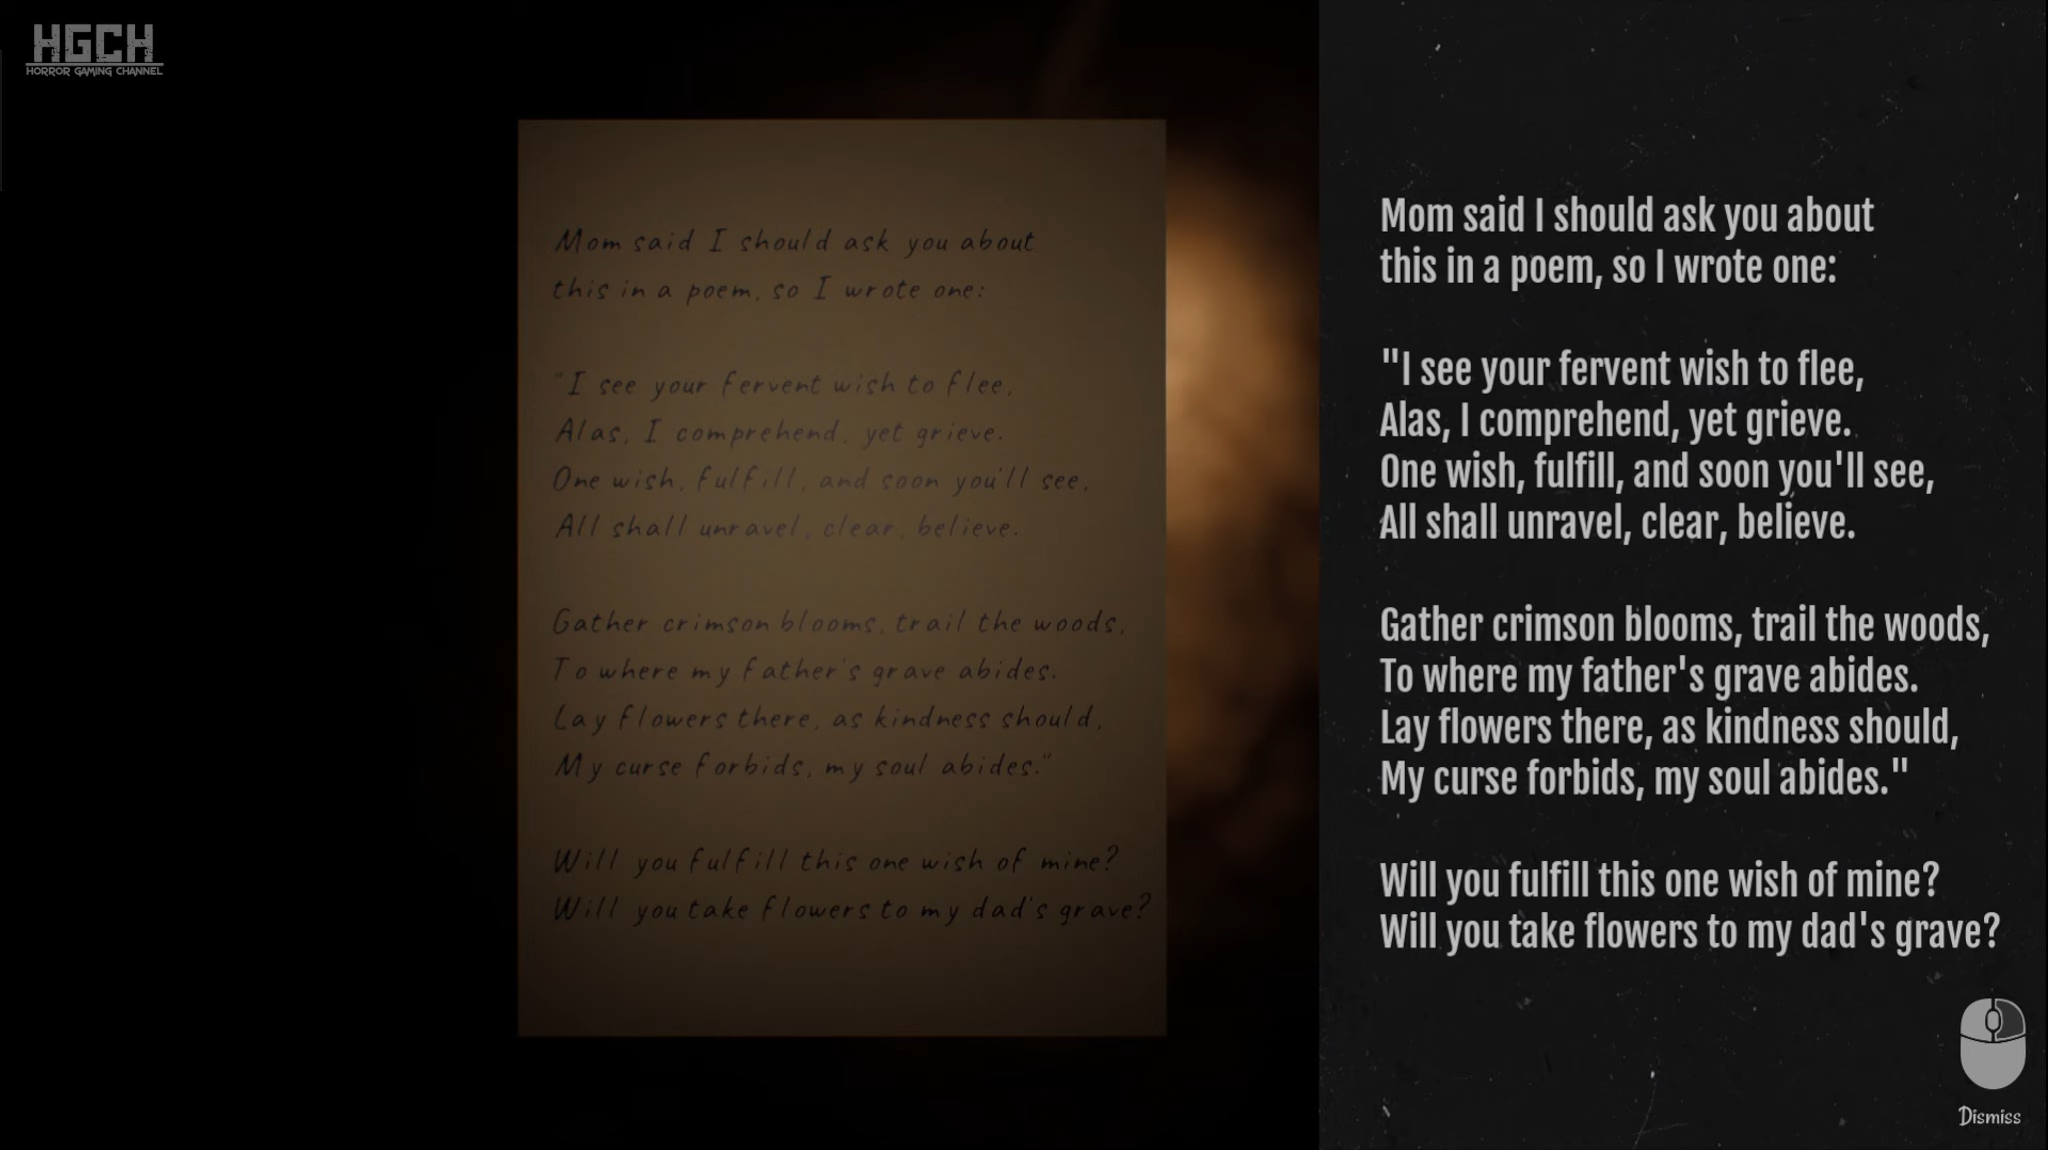 HGCH
HORROR GAMING CHANNEL
Mom said I should ask you about
this in a poem, so I wrote one:
"I see your fervent wish to flee,
Alas, I comprehend, yet grieve.
One wish, fulfill, and soon you'll see,
All shall unravel, clear, believe.
Gather crimson blooms, trail the woods,
To where my father's grave abides.
Lay flowers there, as kindness should,
My curse forbids, my soul abides."
Will you fulfill this one wish of mine?
Will you take flowers to my dad's grave?
Mom said I should ask you about
this in a poem, so I wrote one:
"I see your fervent wish to flee,
Alas, I comprehend, yet grieve.
One wish, fulfill, and soon you'll see,
All shall unravel, clear, believe.
Gather crimson blooms, trail the woods,
To where my father's grave abides.
Lay flowers there, as kindness should,
My curse forbids, my soul abides."
Will you fulfill this one wish of mine?
Will you take flowers to my dad's grave?
Dismiss